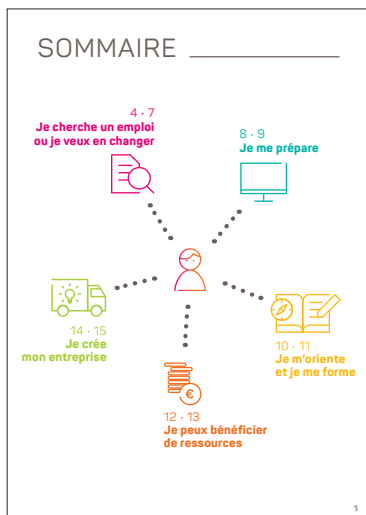 SOMMAIRE
4 · 7
Je cherche un emploi
ou je veux en changer
8 · 9
Je me prépare
10 · 11
Je m'oriente
et je me forme
12 · 13
Je peux bénéficier
de ressources
14 · 15
Je crée
mon entreprise
€
5